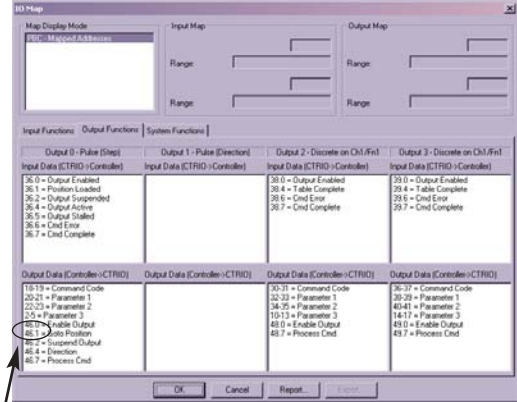 IO Map
Map Display Mode
PBC - Mapped Addresses
Input Map
Range:
Range:
Output Map
Range:
Range:
Input Functions
Output Functions
System Functions
Output 0 - Pulse (Step)
Output 1 - Pulse (Direction)
Output 2 - Discrete on Ch1/Fn1
Output 3 - Discrete on Ch1/Fn1
Input Data (CTRIO->Controller)
Input Data (CTRIO->Controller)
Input Data (CTRIO->Controller)
Input Data (CTRIO->Controller)
36.0 = Output Enabled
36.1 = Position Loaded
36.2 = Output Suspended
36.4 = Output Active
36.5 = Output Stalled
36.6 = Cmd Error
36.7 = Cmd Complete
38.0 = Output Enabled
38.4 = Table Complete
38.6 = Cmd Error
38.7 = Cmd Complete
39.0 = Output Enabled
39.4 = Table Complete
39.6 = Cmd Error
39.7 = Cmd Complete
Output Data (Controller->CTRIO)
Output Data (Controller->CTRIO)
Output Data (Controller->CTRIO)
Output Data (Controller->CTRIO)
18-19 = Command Code
20-21 = Parameter 1
22-23 = Parameter 2
2-5 = Parameter 3
46.0 = Enable Output
46.1 = Goto Position
46.2 = Suspend Output
46.4 = Direction
46.7 = Process Cmd
30-31 = Command Code
32-33 = Parameter 1
34-35 = Parameter 2
10-13 = Parameter 3
48.0 = Enable Output
48.7 = Process Cmd
36-37 = Command Code
38-39 = Parameter 1
40-41 = Parameter 2
14-17 = Parameter 3
49.0 = Enable Output
49.7 = Process Cmd
OK
Cancel
Report...
Export...